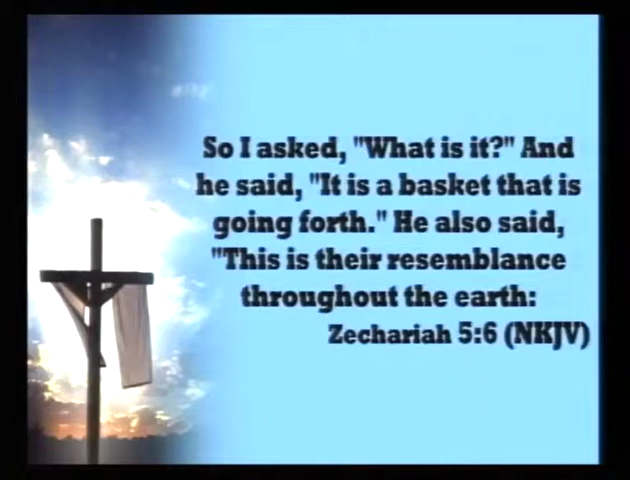 So I asked, "What is it?" And
he said, "It is a basket that is
going forth." He also said,
"This is their resemblance
throughout the earth:
Zechariah 5:6 (NKJV)